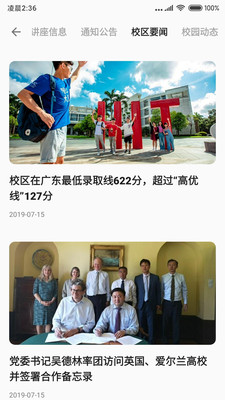 凌晨2:36
100%
讲座信息 通知公告 校区要闻 校园动态
HIT
校区在广东最低录取线622分，超过“高优
线”127分
2019-07-15
党委书记吴德林率团访问英国、爱尔兰高校
并签署合作备忘录
2019-07-15